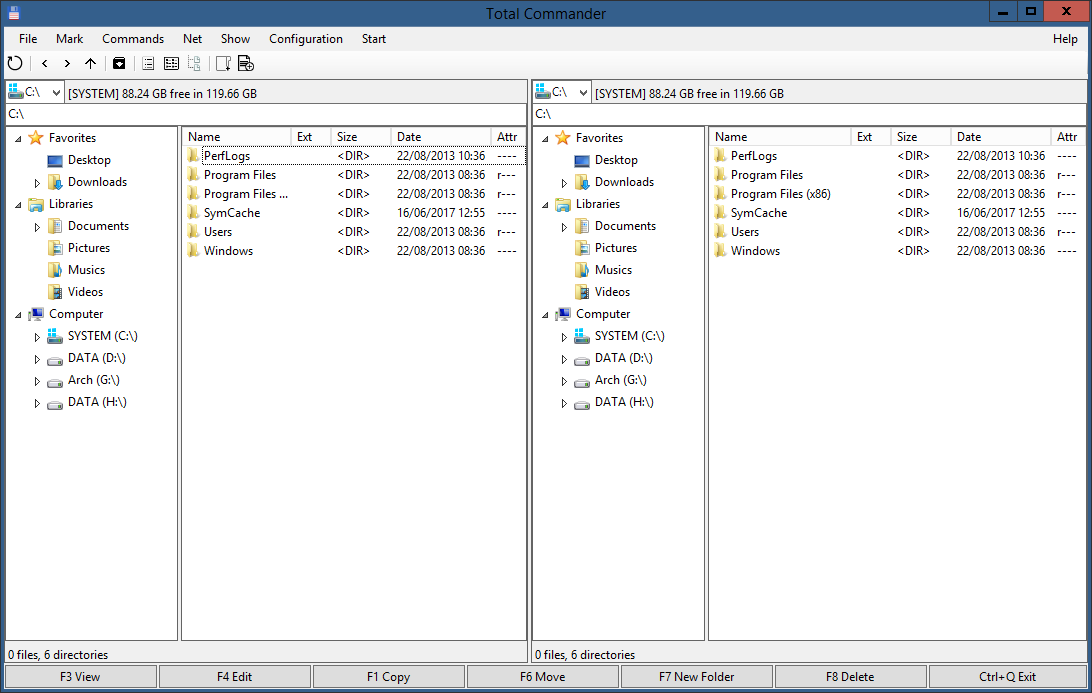 Total Commander
File Mark Commands Net Show Configuration Start Help
C:\ [SYSTEM] 88.24 GB free in 119.66 GB
C:\
Favorites
Desktop
Downloads
Libraries
Documents
Pictures
Musics
Videos
Computer
SYSTEM (C:\)
DATA (D:\)
Arch (G:\)
DATA (H:\)
Name Ext Size Date Attr
PerfLogs <DIR> 22/08/2013 10:36 ----
Program Files <DIR> 22/08/2013 08:36 r---
Program Files ... <DIR> 22/08/2013 08:36 r---
SymCache <DIR> 16/06/2017 12:55 ----
Users <DIR> 22/08/2013 08:36 r---
Windows <DIR> 22/08/2013 08:36 ----
0 files, 6 directories
C:\ [SYSTEM] 88.24 GB free in 119.66 GB
C:\
Favorites
Desktop
Downloads
Libraries
Documents
Pictures
Musics
Videos
Computer
SYSTEM (C:\)
DATA (D:\)
Arch (G:\)
DATA (H:\)
Name Ext Size Date Attr
PerfLogs <DIR> 22/08/2013 10:36 ----
Program Files <DIR> 22/08/2013 08:36 r---
Program Files (x86) <DIR> 22/08/2013 08:36 r---
SymCache <DIR> 16/06/2017 12:55 ----
Users <DIR> 22/08/2013 08:36 r---
Windows <DIR> 22/08/2013 08:36 ----
0 files, 6 directories
F3 View F4 Edit F1 Copy F6 Move F7 New Folder F8 Delete Ctrl+Q Exit